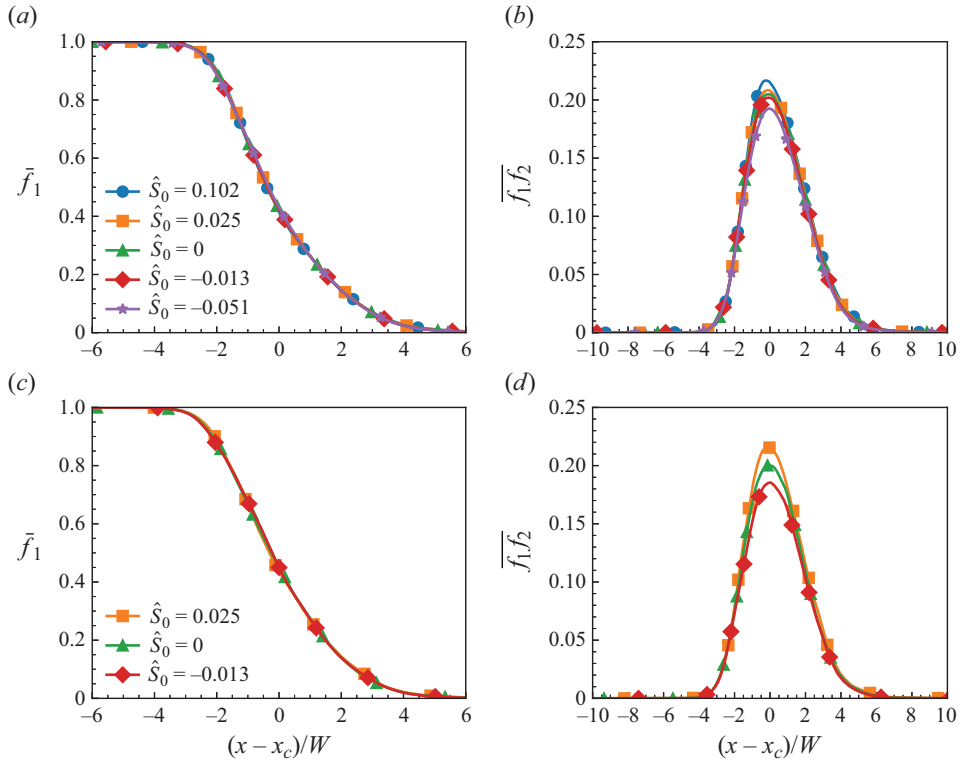 (a)
(b)
1.0
0.8
0.6
0.4
0.2
0
f̄₁
Ŝ₀ = 0.102
Ŝ₀ = 0.025
Ŝ₀ = 0
Ŝ₀ = –0.013
Ŝ₀ = –0.051
−6 −4 −2 0 2 4 6
0.25
0.20
0.15
0.10
0.05
0
f₁f₂
−10 −8 −6 −4 −2 0 2 4 6 8 10
(c)
(d)
1.0
0.8
0.6
0.4
0.2
0
f̄₁
Ŝ₀ = 0.025
Ŝ₀ = 0
Ŝ₀ = –0.013
−6 −4 −2 0 2 4 6
(x – x_c)/W
0.25
0.20
0.15
0.10
0.05
0
f₁f₂
−10 −8 −6 −4 −2 0 2 4 6 8 10
(x – x_c)/W